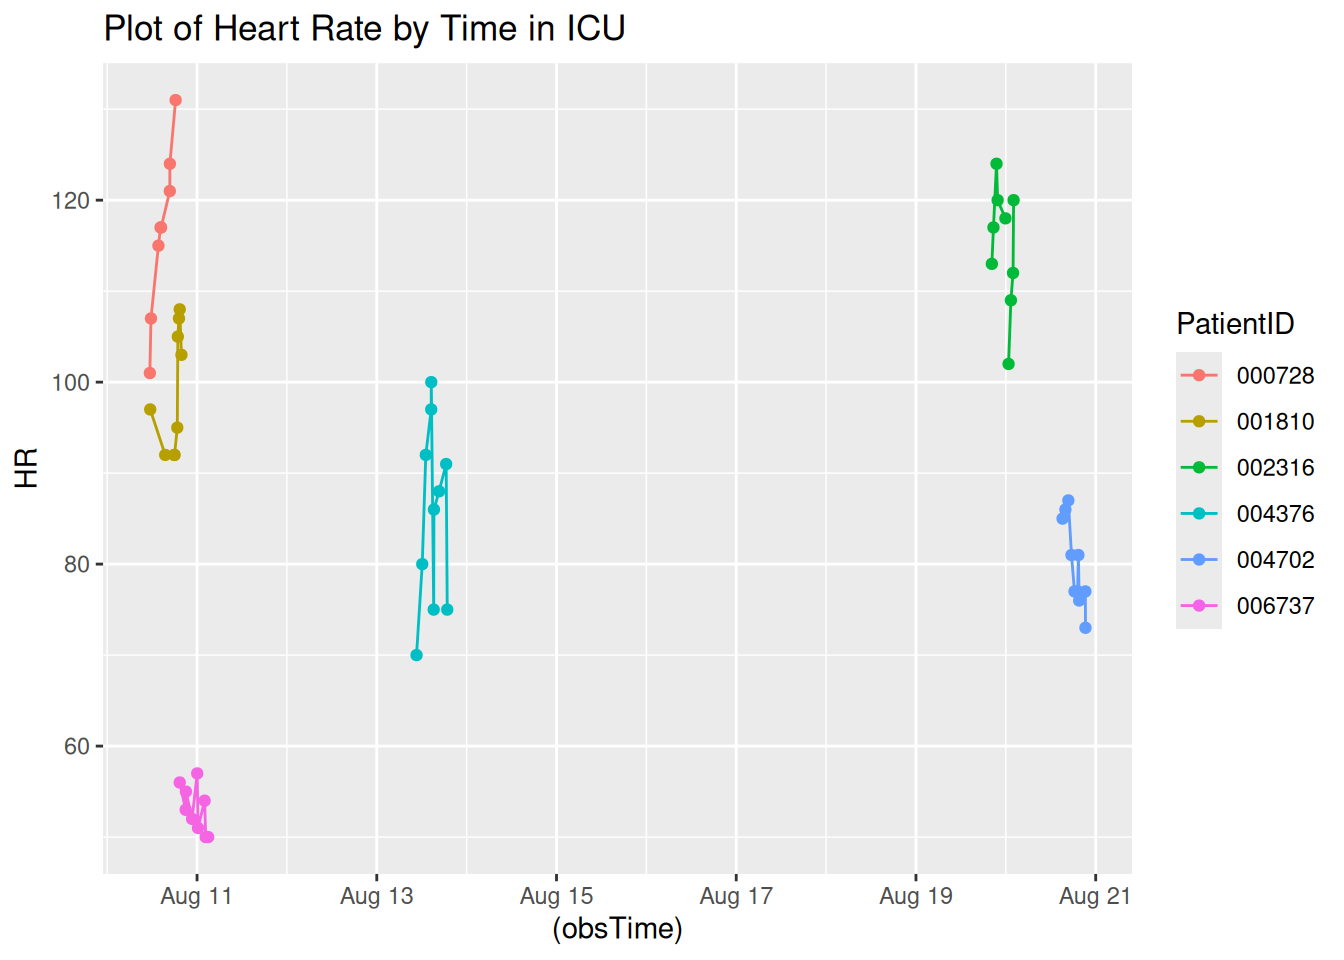 Plot of Heart Rate by Time in ICU
HR
120
100
80
60
Aug 11
Aug 13
Aug 15
Aug 17
Aug 19
Aug 21
(obsTime)
PatientID
000728
001810
002316
004376
004702
006737